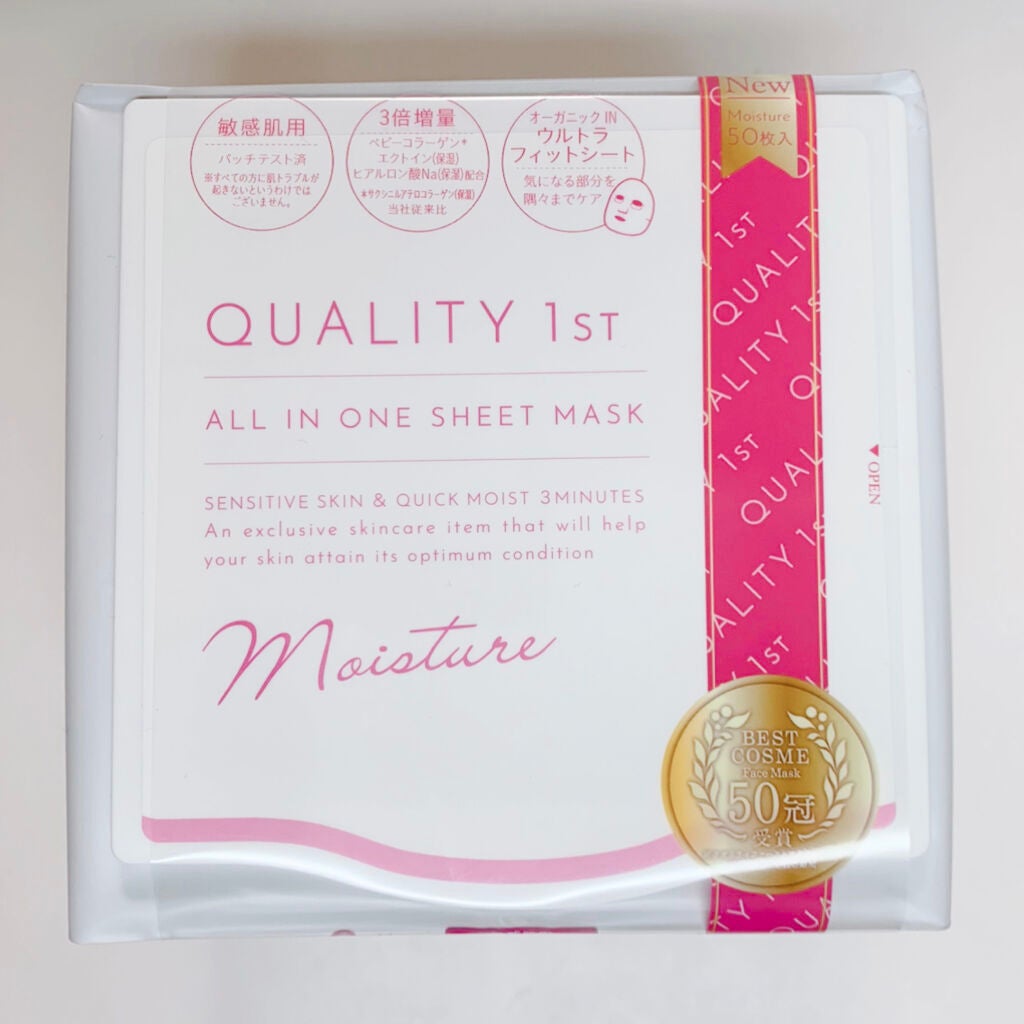 敏感肌用
パッチテスト済
※すべての方に肌トラブルが
起きないというわけでは
ございません。
3倍増量
ベビーコラーゲン*
エクトイン(保湿)
ヒアルロン酸Na(保湿)配合
*サクシニルアテロコラーゲン(保湿)
当社従来比
オーガニック IN
ウルトラ
フィットシート
気になる部分を
隅々までケア
New
Moisture
50枚入
QUALITY 1ST
ALL IN ONE SHEET MASK
SENSITIVE SKIN & QUICK MOIST 3MINUTES
An exclusive skincare item that will help
your skin attain its optimum condition
Moisture
▼OPEN
QUALITY 1ST
QUALITY 1ST
QUALITY 1ST
BEST
COSME
Face Mask
50冠
受賞